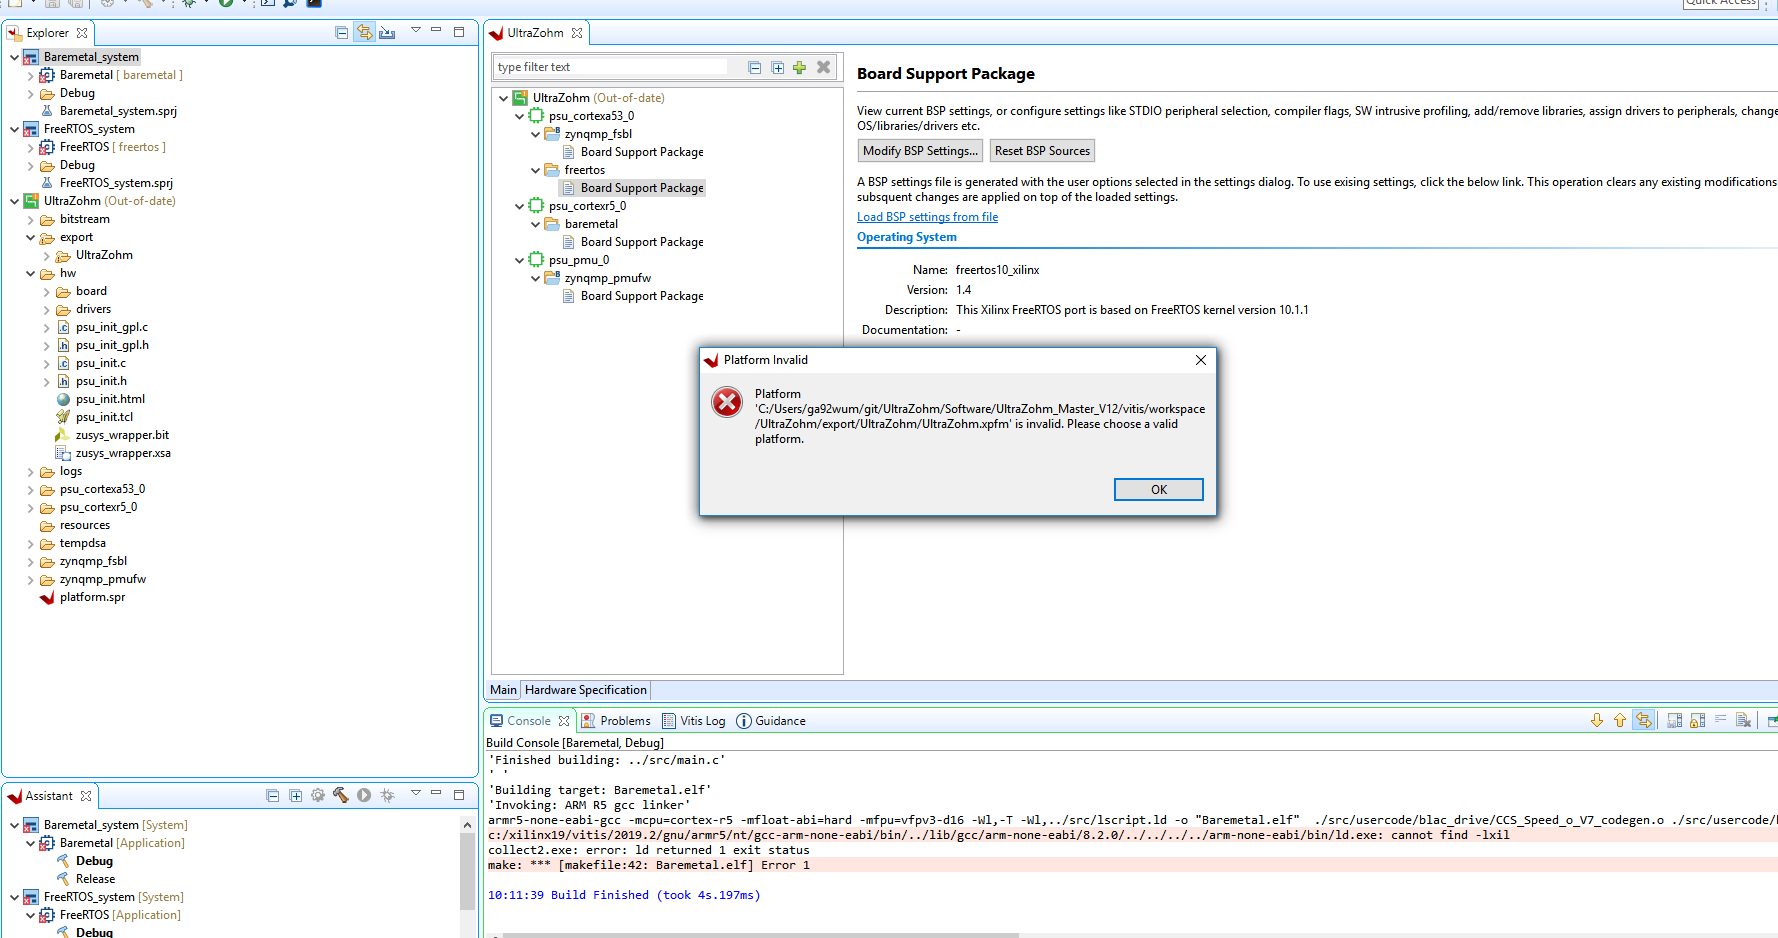 Quick Access
Explorer
Baremetal_system
Baremetal [ baremetal ]
Debug
Baremetal_system.sprj
FreeRTOS_system
FreeRTOS [ freertos ]
Debug
FreeRTOS_system.sprj
UltraZohm (Out-of-date)
bitstream
export
UltraZohm
hw
board
drivers
psu_init_gpl.c
psu_init_gpl.h
psu_init.c
psu_init.h
psu_init.html
psu_init.tcl
zusys_wrapper.bit
zusys_wrapper.xsa
logs
psu_cortexa53_0
psu_cortexr5_0
resources
tempdsa
zynqmp_fsbl
zynqmp_pmufw
platform.spr
Assistant
Baremetal_system [System]
Baremetal [Application]
Debug
Release
FreeRTOS_system [System]
FreeRTOS [Application]
Debug
UltraZohm
type filter text
UltraZohm (Out-of-date)
psu_cortexa53_0
zynqmp_fsbl
Board Support Package
freertos
Board Support Package
psu_cortexr5_0
baremetal
Board Support Package
psu_pmu_0
zynqmp_pmufw
Board Support Package
Board Support Package
View current BSP settings, or configure settings like STDIO peripheral selection, compiler flags, SW intrusive profiling, add/remove libraries, assign drivers to peripherals, change
OS/libraries/drivers etc.
Modify BSP Settings... Reset BSP Sources
A BSP settings file is generated with the user options selected in the settings dialog. To use exising settings, click the below link. This operation clears any existing modifications
subsquent changes are applied on top of the loaded settings.
Load BSP settings from file
Operating System
Name: freertos10_xilinx
Version: 1.4
Description: This Xilinx FreeRTOS port is based on FreeRTOS kernel version 10.1.1
Documentation: -
Platform Invalid
Platform
'C:/Users/ga92wum/git/UltraZohm/Software/UltraZohm_Master_V12/vitis/workspace
/UltraZohm/export/UltraZohm/UltraZohm.xpfm' is invalid. Please choose a valid
platform.
OK
Main Hardware Specification
Console Problems Vitis Log Guidance
Build Console [Baremetal, Debug]
'Finished building: ../src/main.c'
' '
'Building target: Baremetal.elf'
'Invoking: ARM R5 gcc linker'
armr5-none-eabi-gcc -mcpu=cortex-r5 -mfloat-abi=hard -mfpu=vfpv3-d16 -Wl,-T -Wl,../src/lscript.ld -o "Baremetal.elf" ./src/usercode/blac_drive/CCS_Speed_o_V7_codegen.o ./src/usercode/
c:/xilinx19/vitis/2019.2/gnu/armr5/nt/gcc-arm-none-eabi/bin/../lib/gcc/arm-none-eabi/8.2.0/../../../../arm-none-eabi/bin/ld.exe: cannot find -lxil
collect2.exe: error: ld returned 1 exit status
make: *** [makefile:42: Baremetal.elf] Error 1
10:11:39 Build Finished (took 4s.197ms)